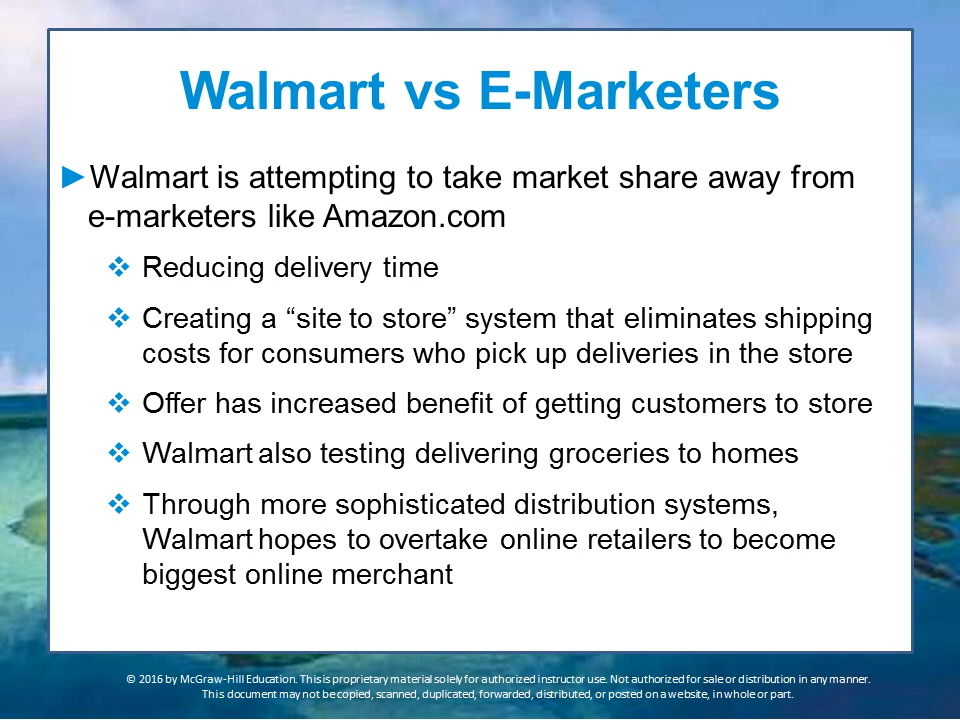 Walmart vs E-Marketers
►Walmart is attempting to take market share away from
e-marketers like Amazon.com
❖ Reducing delivery time
❖ Creating a “site to store” system that eliminates shipping
costs for consumers who pick up deliveries in the store
❖ Offer has increased benefit of getting customers to store
❖ Walmart also testing delivering groceries to homes
❖ Through more sophisticated distribution systems,
Walmart hopes to overtake online retailers to become
biggest online merchant
© 2016 by McGraw-Hill Education. This is proprietary material solely for authorized instructor use. Not authorized for sale or distribution in any manner.
This document may not be copied, scanned, duplicated, forwarded, distributed, or posted on a website, in whole or part.